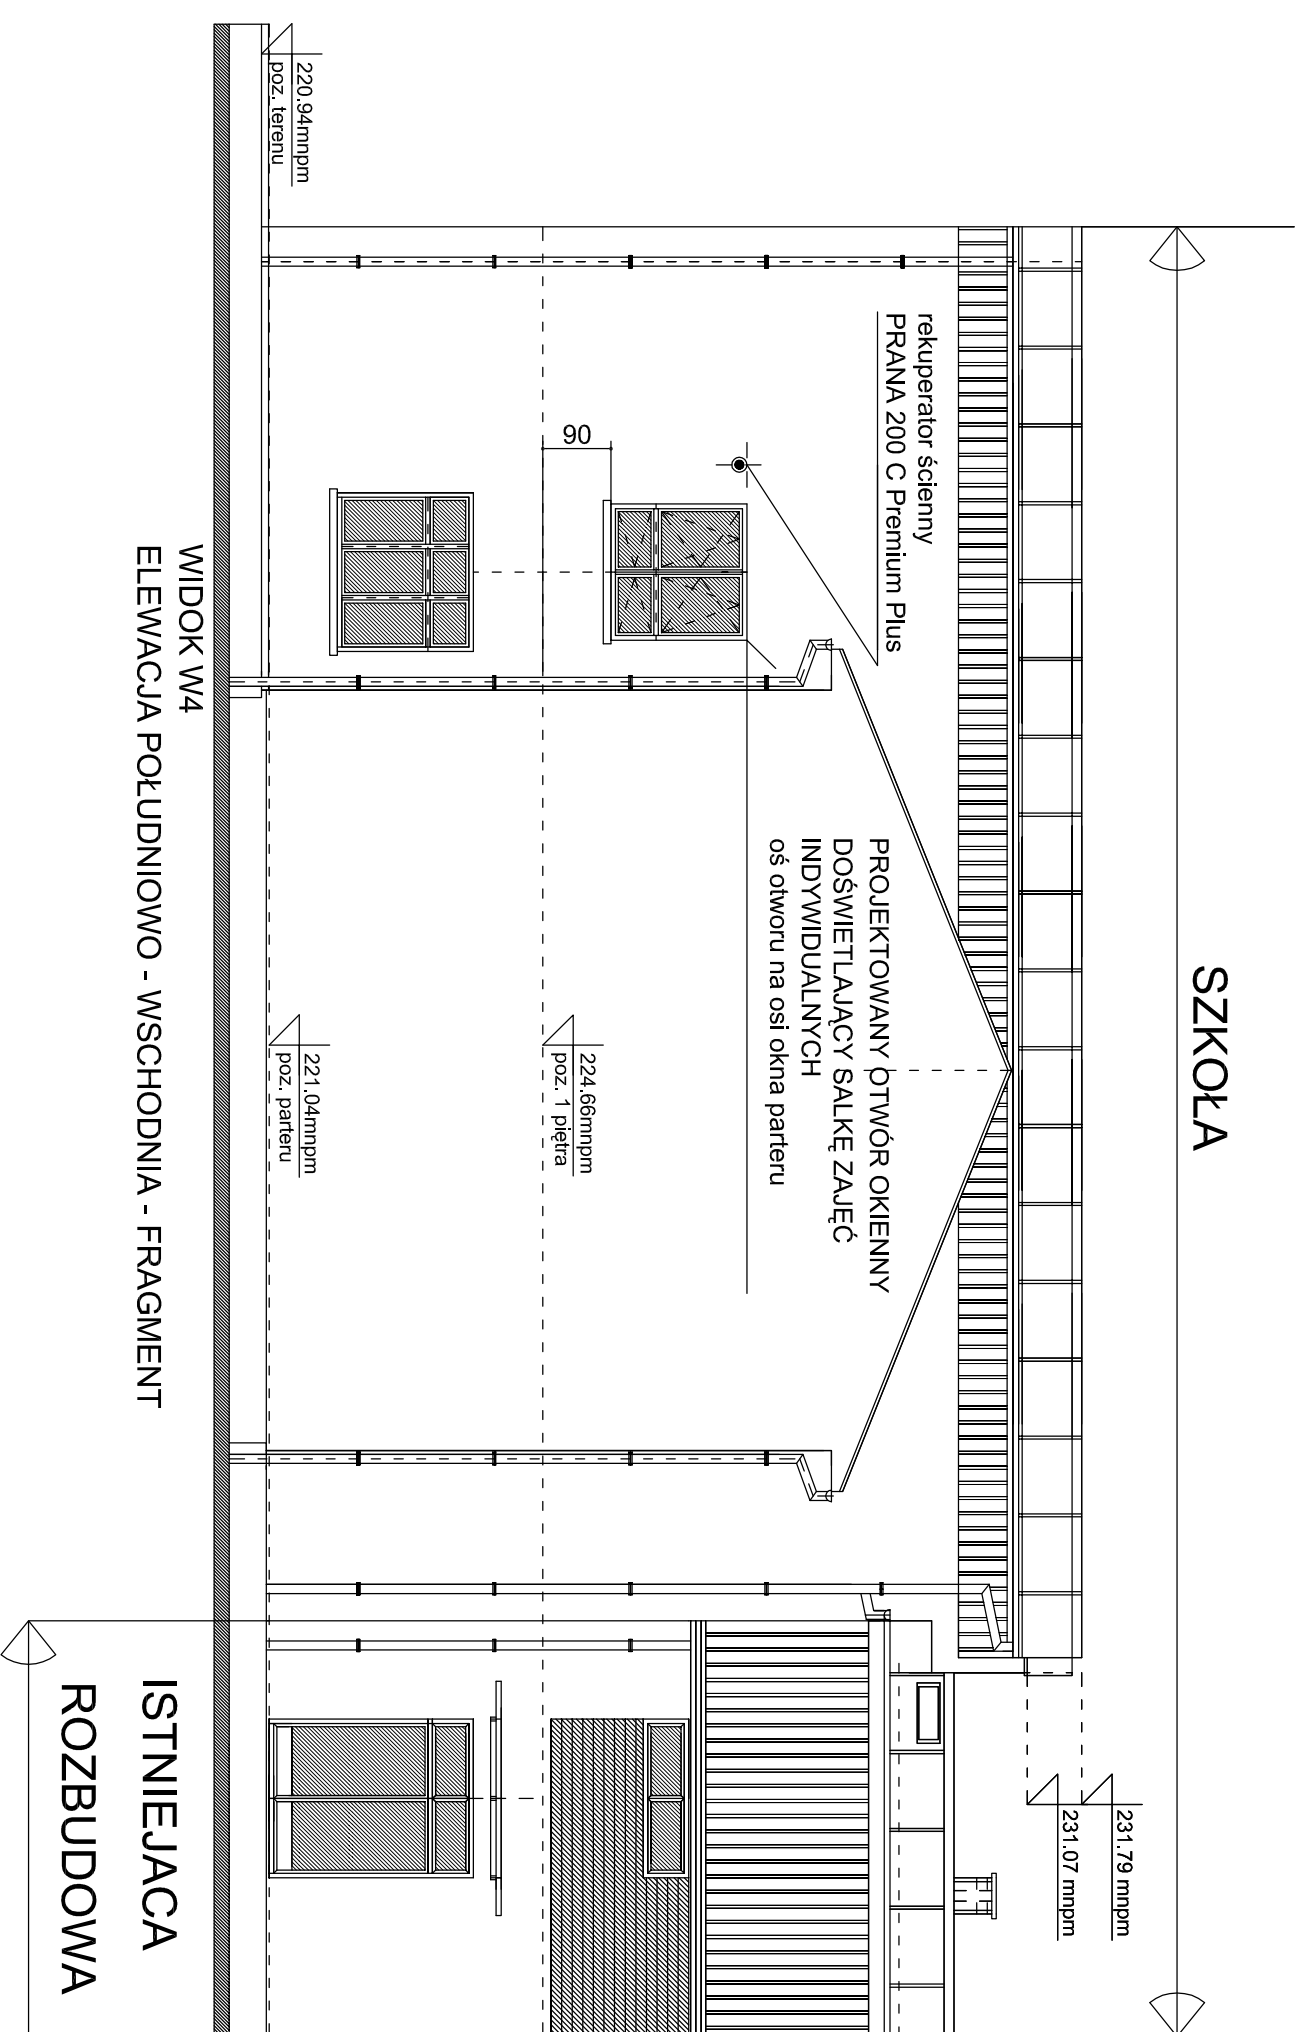 SZKOŁA
231.79 mnpm
231.07 mnpm
rekuperator ścienny
PRANA 200 C Premium Plus
PROJEKTOWANY OTWÓR OKIENNY
DOŚWIETLAJĄCY SALKĘ ZAJĘĆ
INDYWIDUALNYCH
oś otworu na osi okna parteru
90
224.66mnpm
poz. 1 piętra
220.94mnpm
poz. terenu
221.04mnpm
poz. parteru
WIDOK W4
ELEWACJA POŁUDNIOWO - WSCHODNIA - FRAGMENT
ISTNIEJACA
ROZBUDOWA